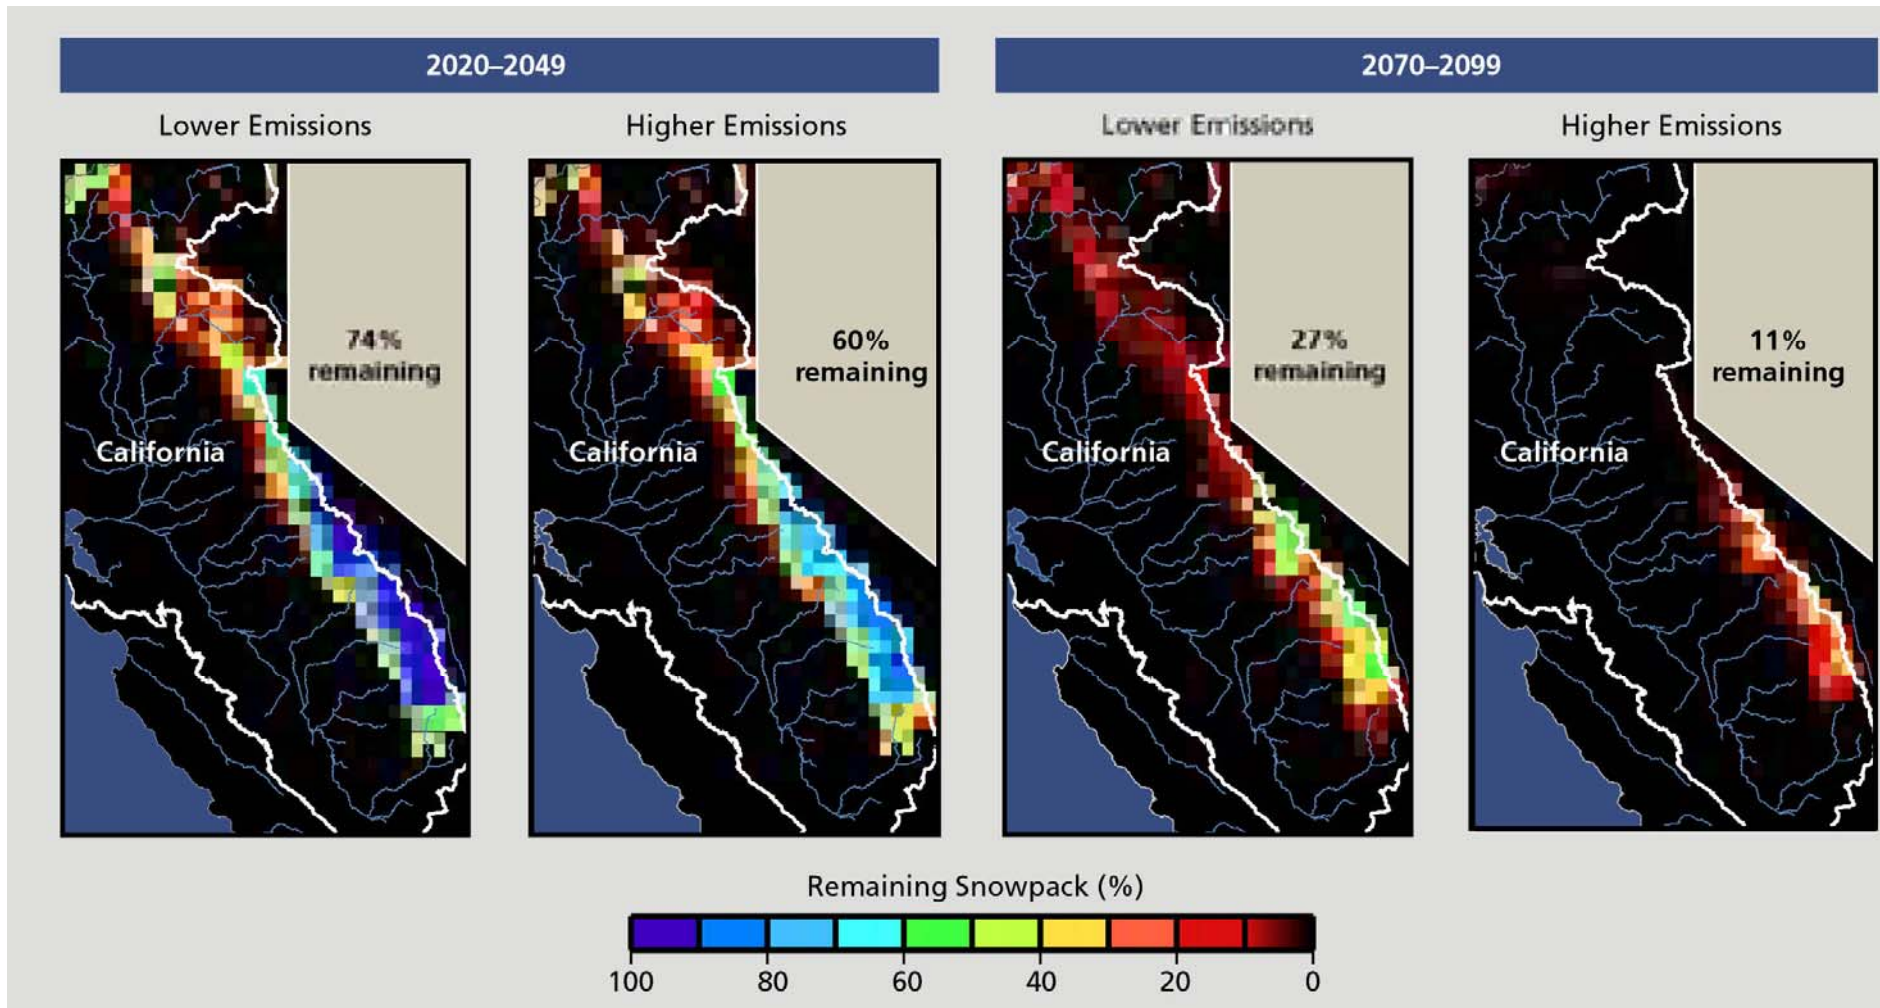 2020–2049
2070–2099
Lower Emissions
Higher Emissions
Lower Emissions
Higher Emissions
74%
remaining
60%
remaining
27%
remaining
11%
remaining
California
California
California
California
Remaining Snowpack (%)
100
80
60
40
20
0